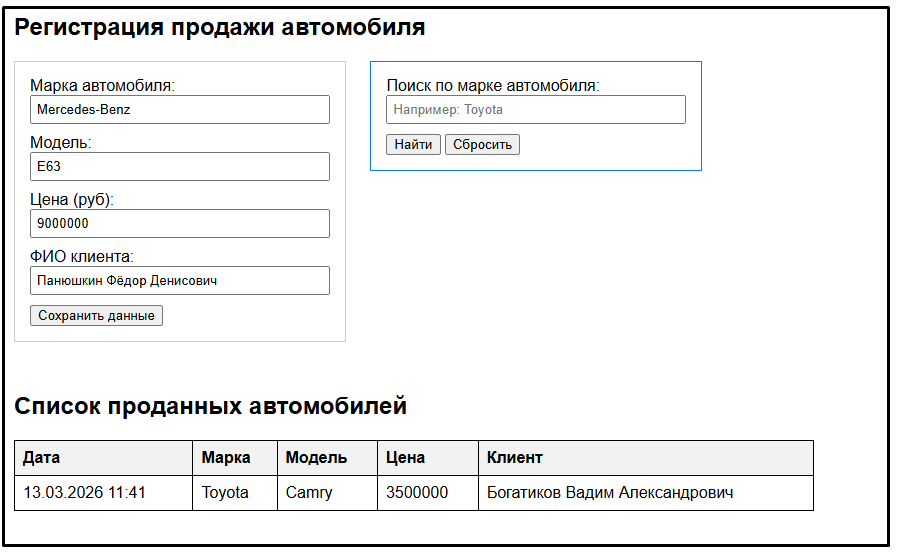 Регистрация продажи автомобиля
Марка автомобиля:
Mercedes-Benz
Модель:
E63
Цена (руб):
9000000
ФИО клиента:
Панюшкин Фёдор Денисович
Сохранить данные
Поиск по марке автомобиля:
Например: Toyota
Найти Сбросить
Список проданных автомобилей
Дата Марка Модель Цена Клиент
13.03.2026 11:41 Toyota Camry 3500000 Богатиков Вадим Александрович